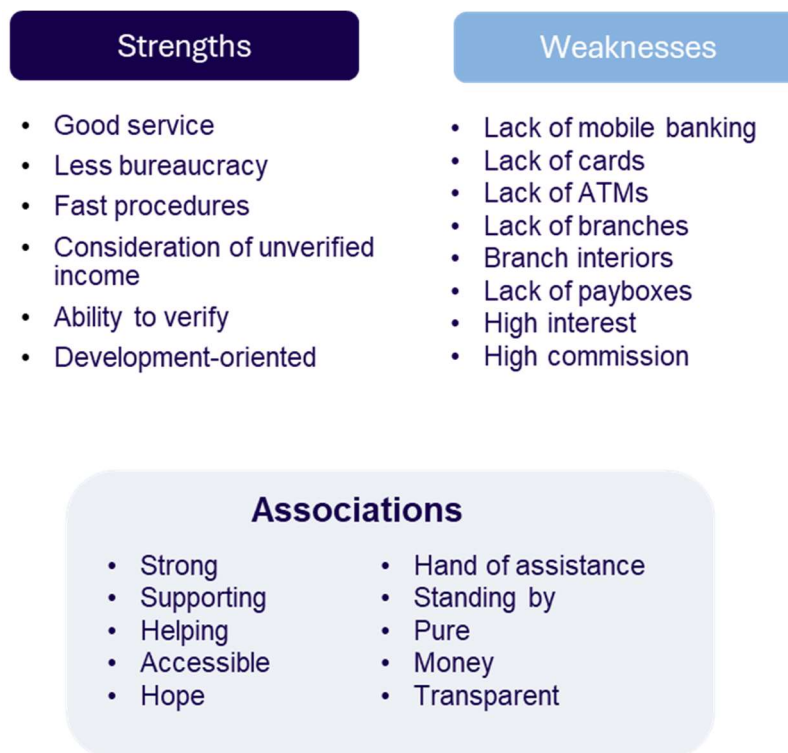 Strengths
• Good service
• Less bureaucracy
• Fast procedures
• Consideration of unverified
income
• Ability to verify
• Development-oriented
Weaknesses
• Lack of mobile banking
• Lack of cards
• Lack of ATMs
• Lack of branches
• Branch interiors
• Lack of payboxes
• High interest
• High commission
Associations
• Strong
• Supporting
• Helping
• Accessible
• Hope
• Hand of assistance
• Standing by
• Pure
• Money
• Transparent